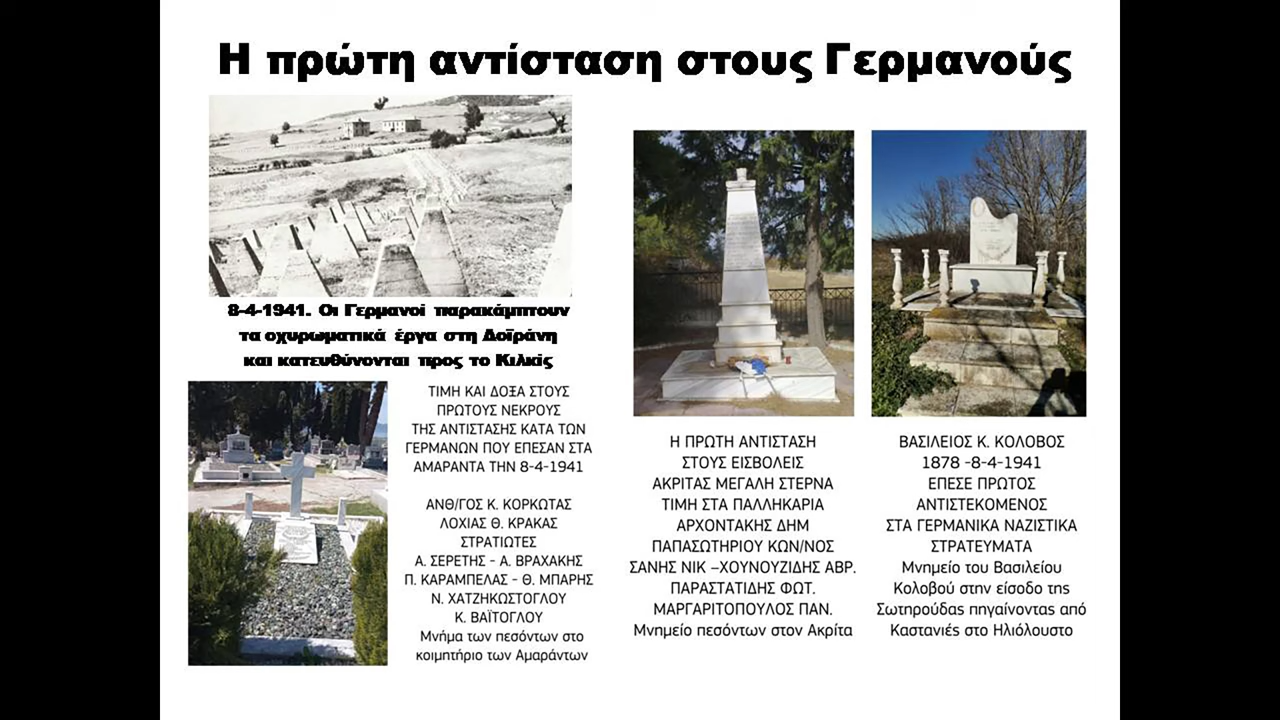 Η πρώτη αντίσταση στους Γερμανούς
8-4-1941. Οι Γερμανοί παρακάμπτουν
τα οχυρωματικά έργα στη Δοϊράνη
και κατευθύνονται προς το Κιλκίς
ΤΙΜΗ ΚΑΙ ΔΟΞΑ ΣΤΟΥΣ
ΠΡΩΤΟΥΣ ΝΕΚΡΟΥΣ
ΤΗΣ ΑΝΤΙΣΤΑΣΗΣ ΚΑΤΑ ΤΩΝ
ΓΕΡΜΑΝΩΝ ΠΟΥ ΕΠΕΣΑΝ ΣΤΑ
ΑΜΑΡΑΝΤΑ ΤΗΝ 8-4-1941
ΑΝΘ/ΓΟΣ Κ. ΚΟΡΚΩΤΑΣ
ΛΟΧΙΑΣ Θ. ΚΡΑΚΑΣ
ΣΤΡΑΤΙΩΤΕΣ
Α. ΣΕΡΕΤΗΣ - Α. ΒΡΑΧΑΚΗΣ
Π. ΚΑΡΑΜΠΕΛΑΣ - Θ. ΜΠΑΡΗΣ
Ν. ΧΑΤΖΗΚΩΣΤΟΓΛΟΥ
Κ. ΒΑΪΤΟΓΛΟΥ
Μνήμα των πεσόντων στο
κοιμητήριο των Αμαράντων
Η ΠΡΩΤΗ ΑΝΤΙΣΤΑΣΗ
ΣΤΟΥΣ ΕΙΣΒΟΛΕΙΣ
ΑΚΡΙΤΑΣ ΜΕΓΑΛΗ ΣΤΕΡΝΑ
ΤΙΜΗ ΣΤΑ ΠΑΛΛΗΚΑΡΙΑ
ΑΡΧΟΝΤΑΚΗΣ ΔΗΜ
ΠΑΠΑΣΩΤΗΡΙΟΥ ΚΩΝ/ΝΟΣ
ΣΑΝΗΣ ΝΙΚ –ΧΟΥΝΟΥΖΙΔΗΣ ΑΒΡ.
ΠΑΡΑΣΤΑΤΙΔΗΣ ΦΩΤ.
ΜΑΡΓΑΡΙΤΟΠΟΥΛΟΣ ΠΑΝ.
Μνημείο πεσόντων στον Ακρίτα
ΒΑΣΙΛΕΙΟΣ Κ. ΚΟΛΟΒΟΣ
1878 -8-4-1941
ΕΠΕΣΕ ΠΡΩΤΟΣ
ΑΝΤΙΣΤΕΚΟΜΕΝΟΣ
ΣΤΑ ΓΕΡΜΑΝΙΚΑ ΝΑΖΙΣΤΙΚΑ
ΣΤΡΑΤΕΥΜΑΤΑ
Μνημείο του Βασιλείου
Κολοβού στην είσοδο της
Σωτηρούδας πηγαίνοντας από
Καστανιές στο Ηλιόλουστο